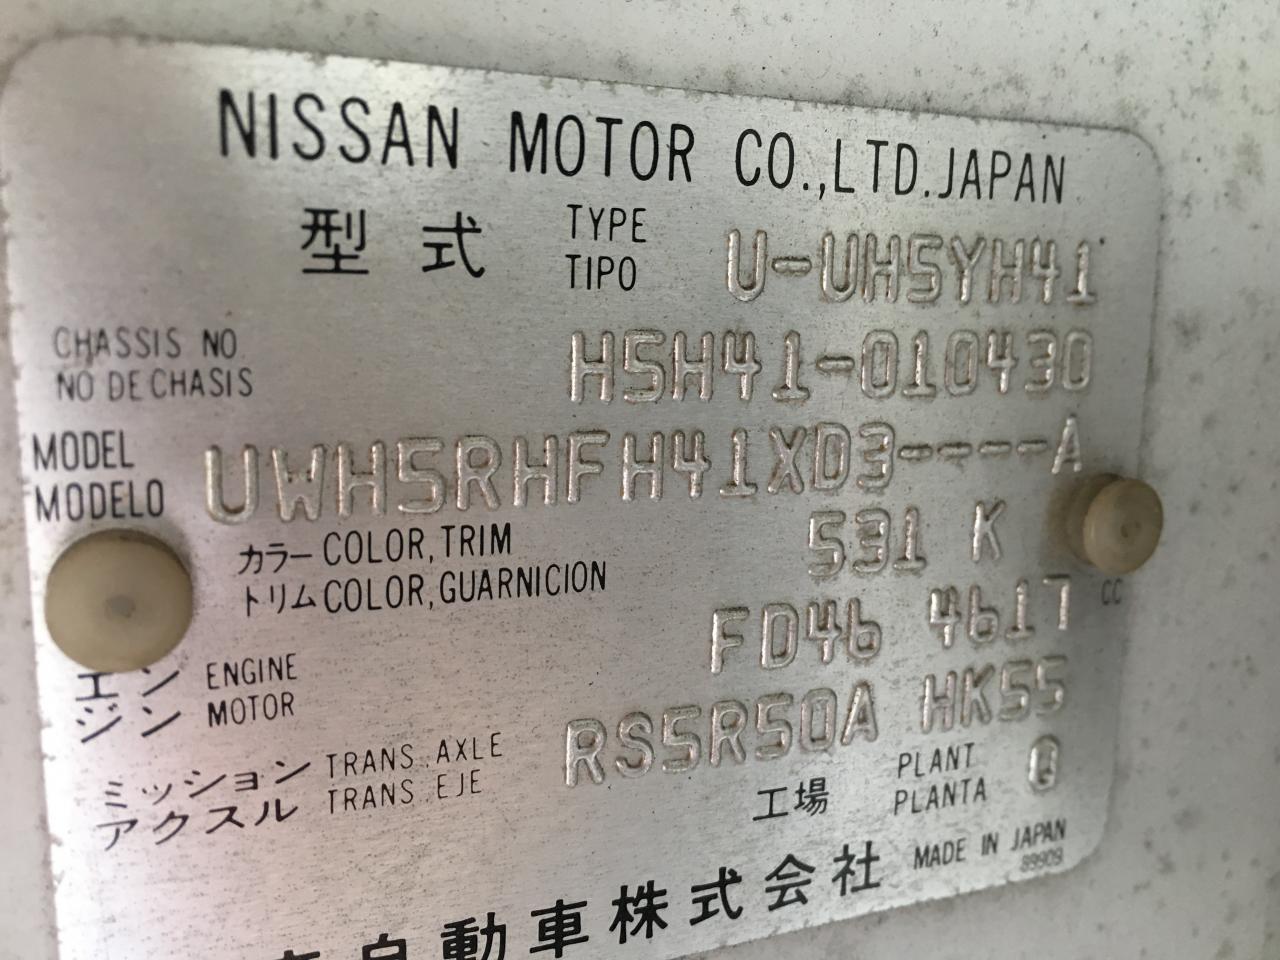 NISSAN MOTOR CO.,LTD.JAPAN
型式 TYPE TIPO U-UH5YH41
CHASSIS NO. NO DE CHASIS H5H41-010430
MODEL MODELO UWH5RHFH41XD3----A
カラー COLOR,TRIM 531 K
トリム COLOR,GUARNICION
エンジン ENGINE MOTOR FD46 4617 CC
ミッション TRANS. AXLE RS5R50A HK55
アクスル TRANS. EJE
工場 PLANT PLANTA Q
MADE IN JAPAN
自動車株式会社